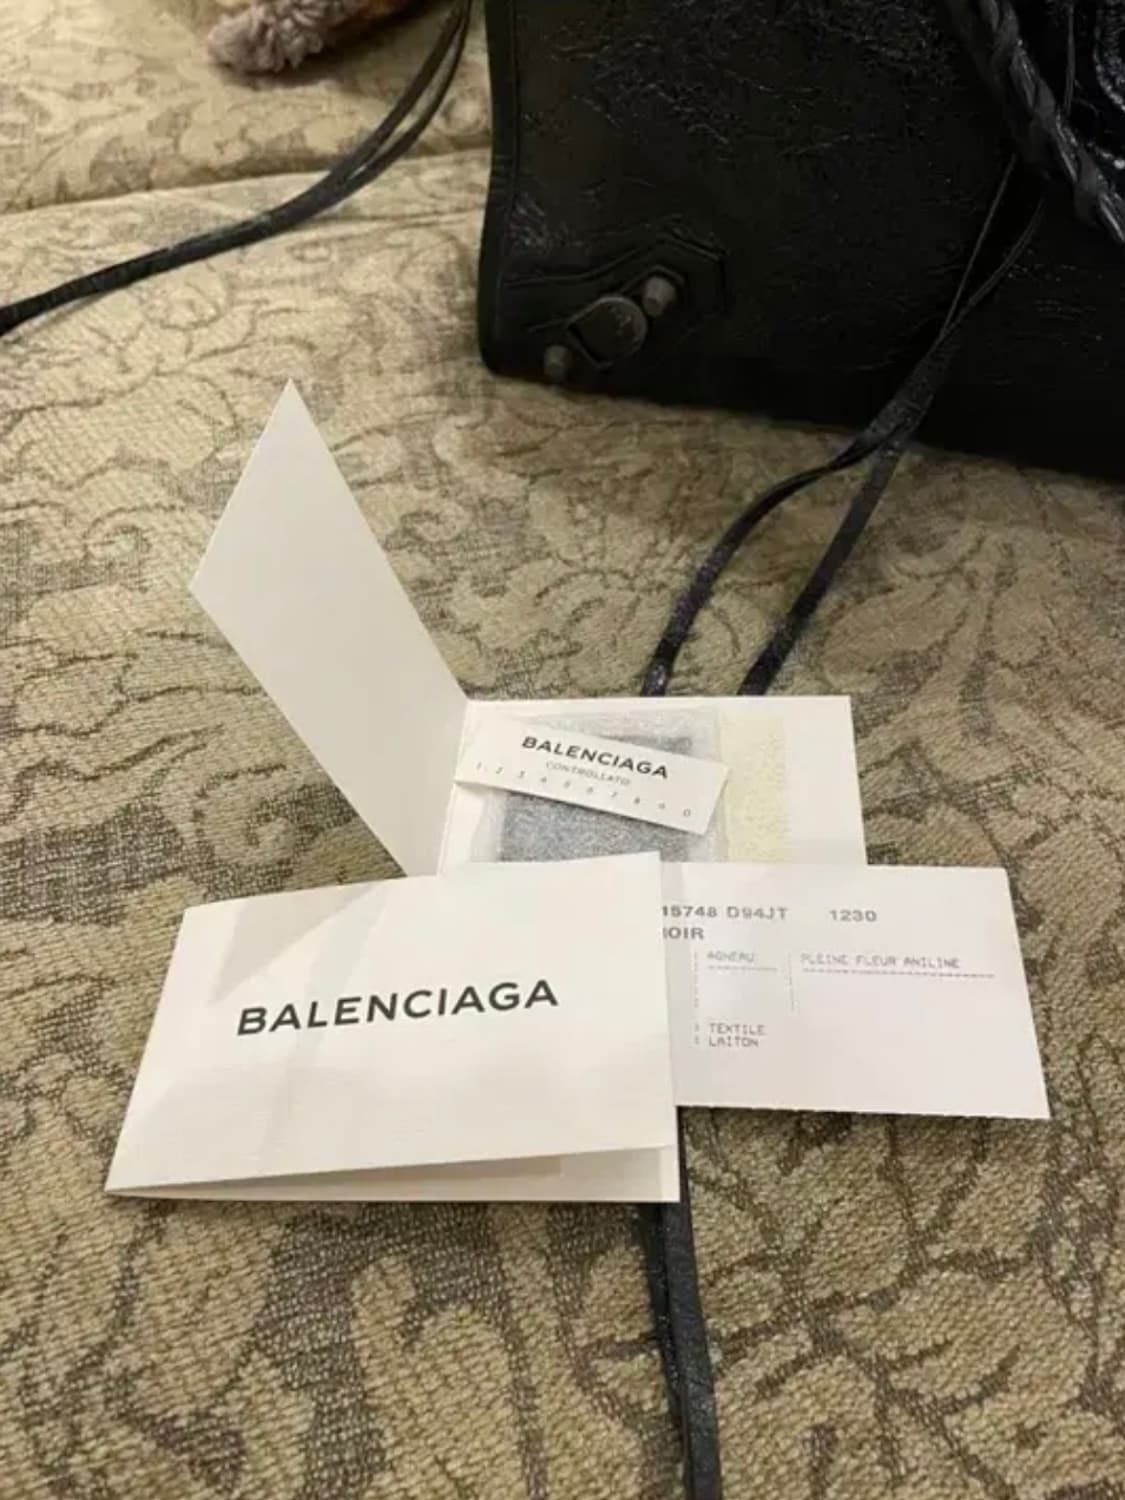 BALENCIAGA
CONTROLLATO
1 2 3 4 5 6 7 8 9 0
BALENCIAGA
15748 D94JT 1230
OIR
AGNEAU PLEINE FLEUR ANILINE
: TEXTILE
: LAITON